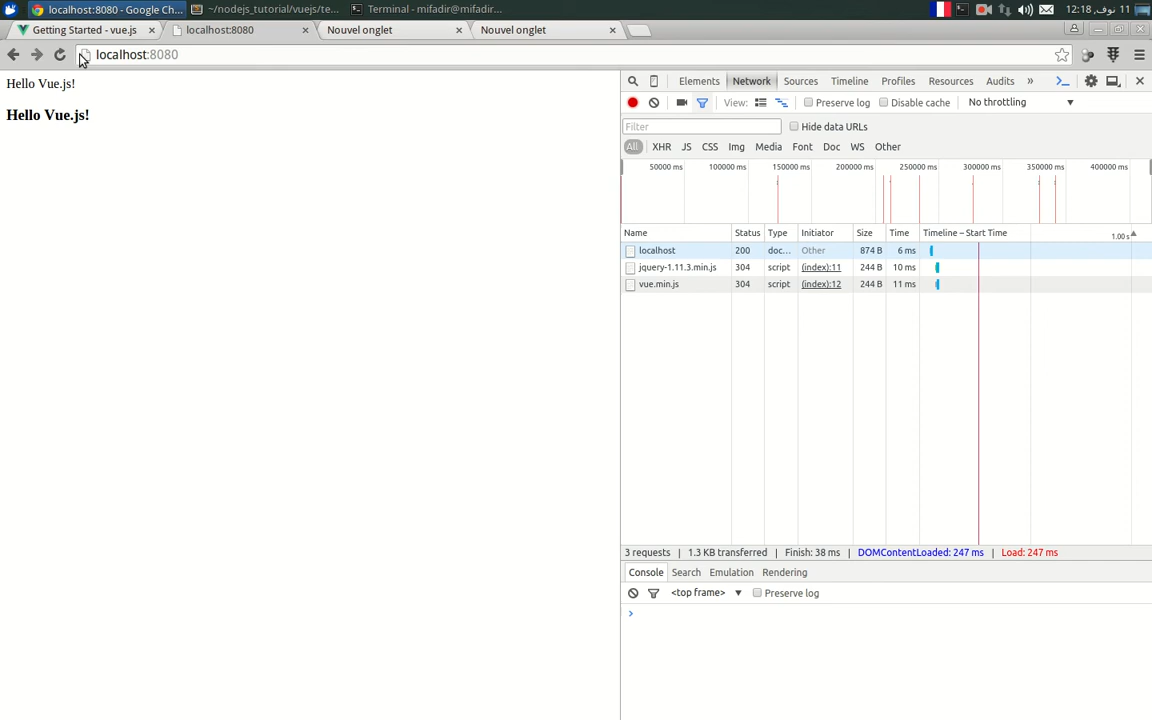 localhost:8080 - Google Ch... ~/nodejs_tutorial/vuejs/te... Terminal - mifadir@mifadir... 11 نوف, 12:18
Getting Started - vue.js localhost:8080 Nouvel onglet Nouvel onglet
localhost:8080
Hello Vue.js!
Hello Vue.js!
Elements Network Sources Timeline Profiles Resources Audits »
View: Preserve log Disable cache No throttling
Filter Hide data URLs
All XHR JS CSS Img Media Font Doc WS Other
50000 ms 100000 ms 150000 ms 200000 ms 250000 ms 300000 ms 350000 ms 400000 ms
Name Status Type Initiator Size Time Timeline – Start Time 1.00 s
localhost 200 doc... Other 874 B 6 ms
jquery-1.11.3.min.js 304 script (index):11 244 B 10 ms
vue.min.js 304 script (index):12 244 B 11 ms
3 requests | 1.3 KB transferred | Finish: 38 ms | DOMContentLoaded: 247 ms | Load: 247 ms
Console Search Emulation Rendering
<top frame> Preserve log
>